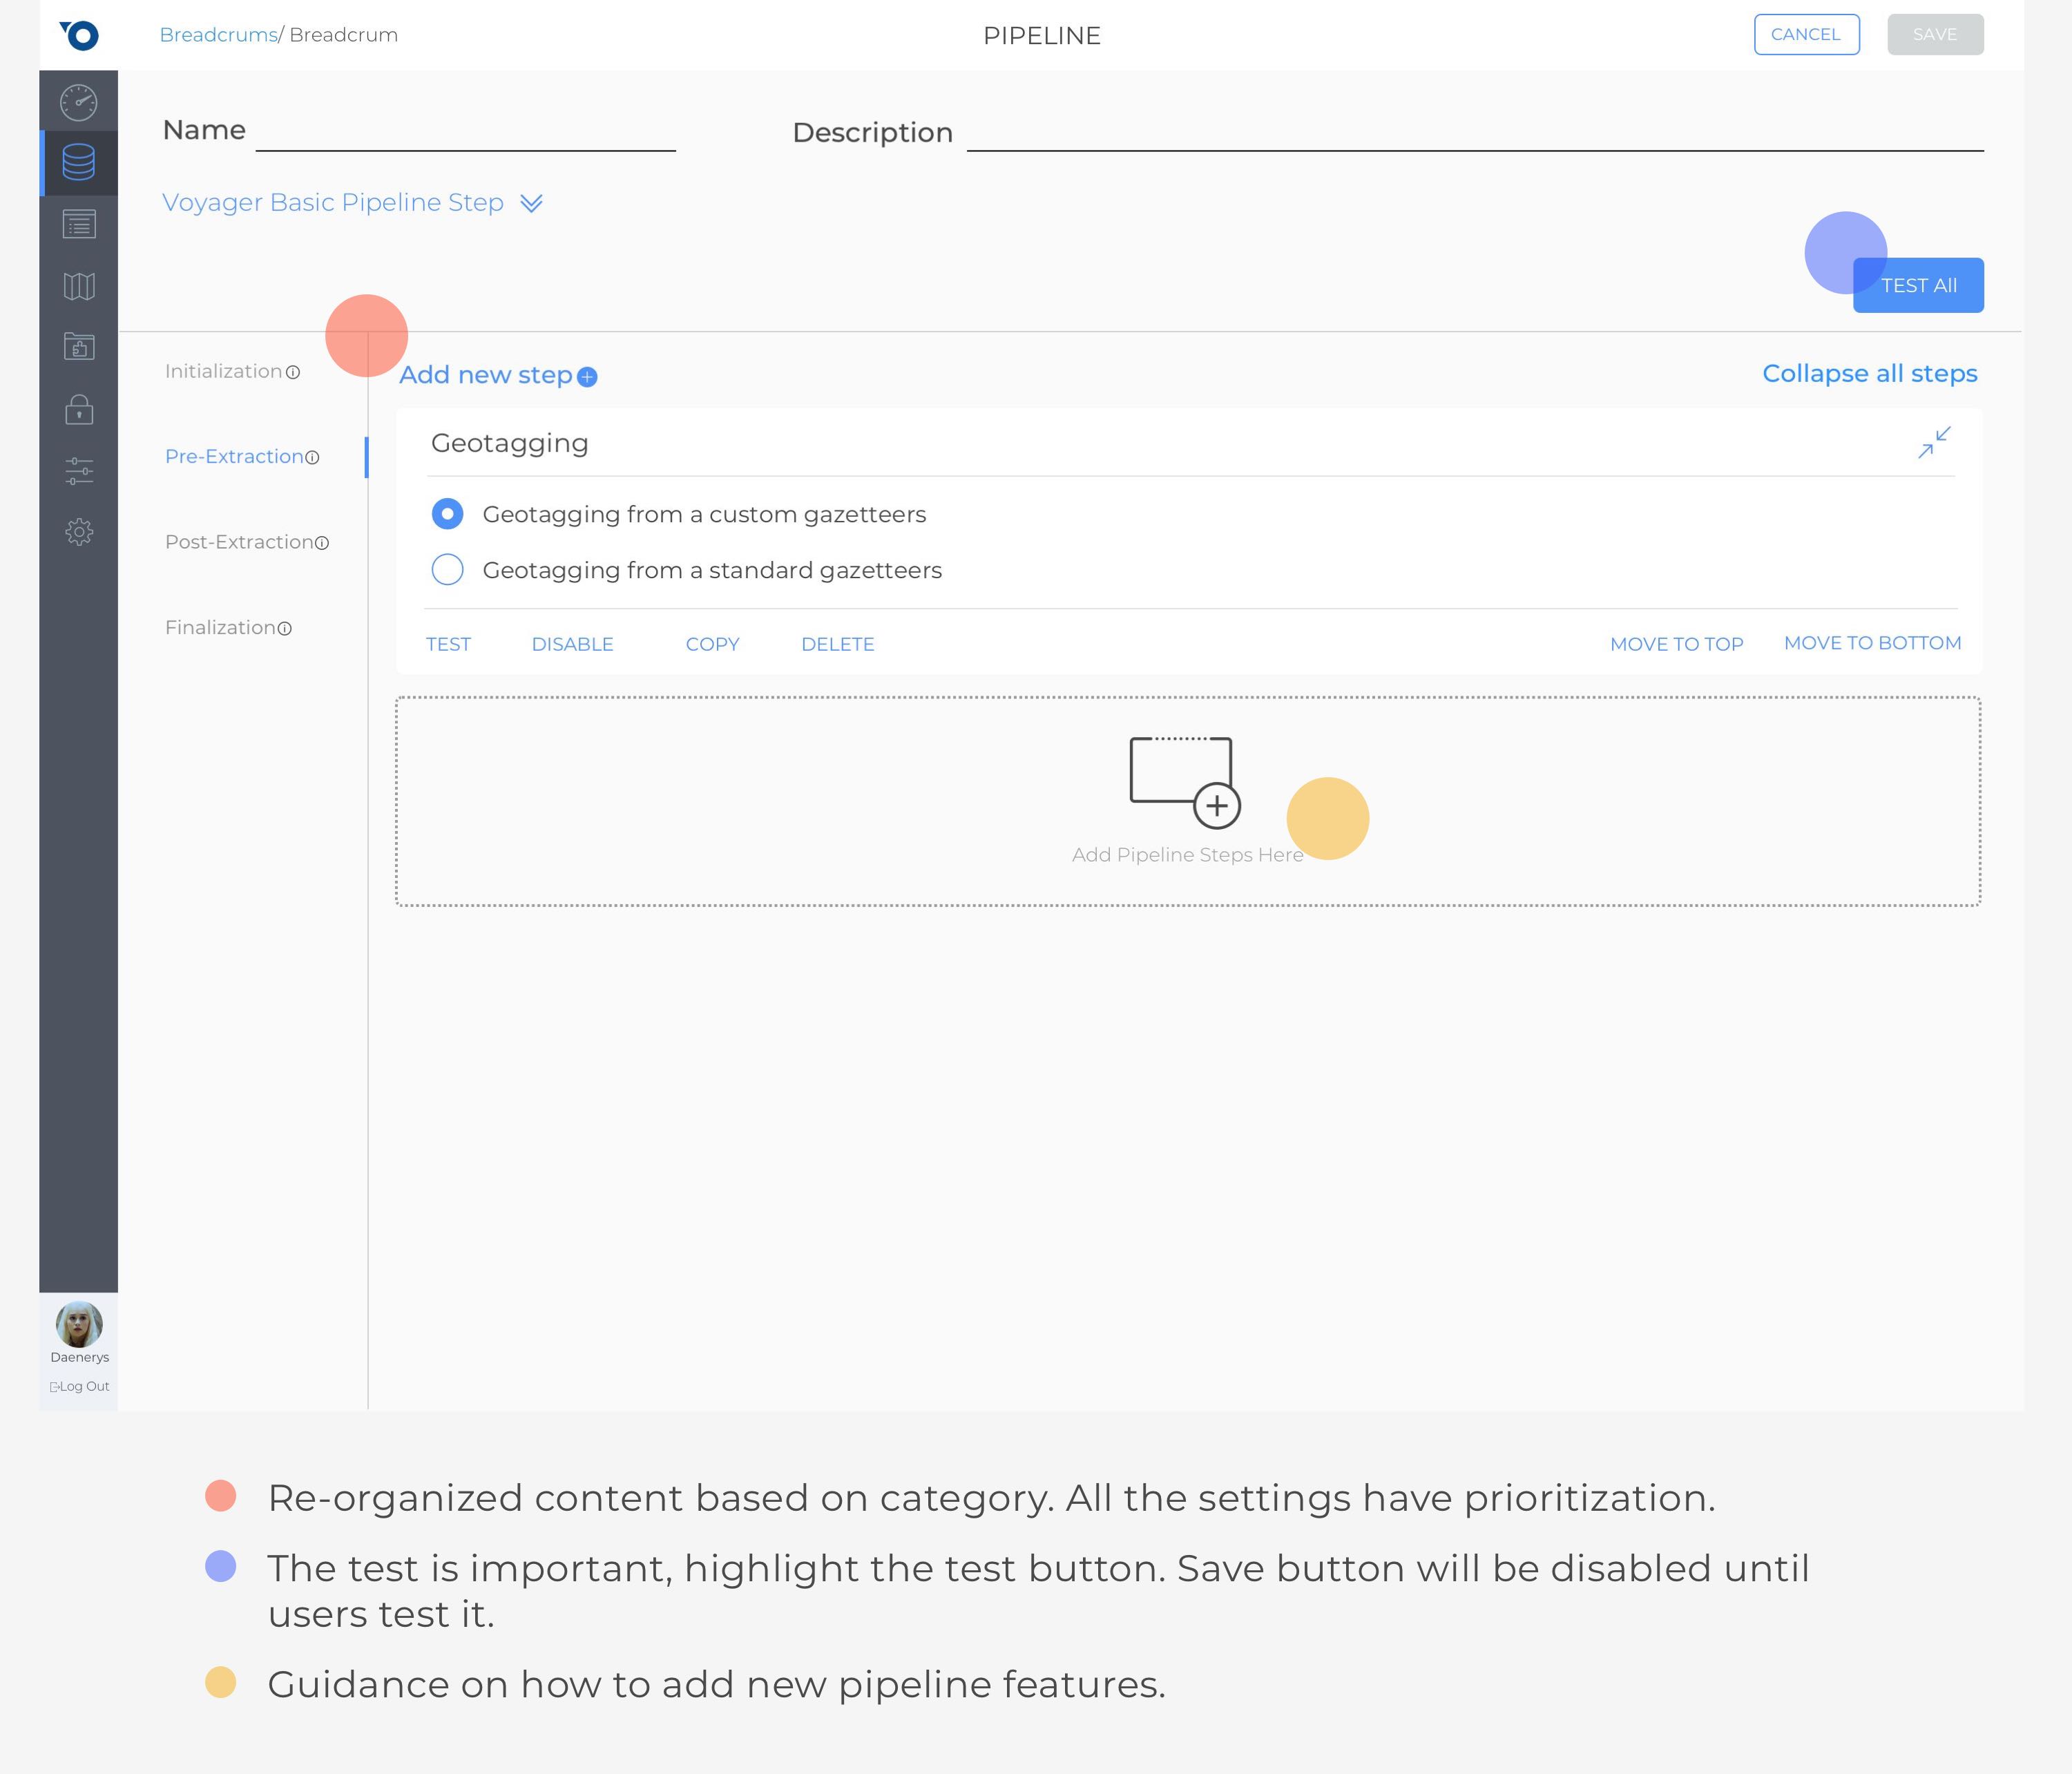 Breadcrums/ Breadcrum
PIPELINE
CANCEL
SAVE
Name
Description
Voyager Basic Pipeline Step
TEST All
Initialization
Pre-Extraction
Post-Extraction
Finalization
Add new step
Collapse all steps
Geotagging
Geotagging from a custom gazetteers
Geotagging from a standard gazetteers
TEST
DISABLE
COPY
DELETE
MOVE TO TOP
MOVE TO BOTTOM
Add Pipeline Steps Here
Daenerys
Log Out
Re-organized content based on category. All the settings have prioritization.
The test is important, highlight the test button. Save button will be disabled until
users test it.
Guidance on how to add new pipeline features.